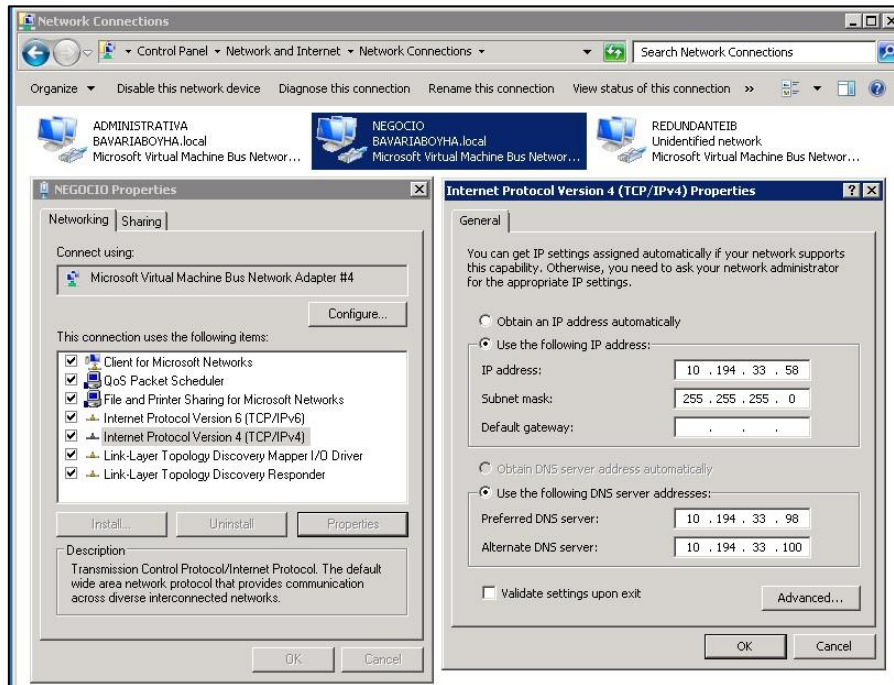 Network Connections
Control Panel ▾ Network and Internet ▾ Network Connections ▾
Search Network Connections
Organize ▾ Disable this network device Diagnose this connection Rename this connection View status of this connection »
ADMINISTRATIVA
BAVARIABOYHA.local
Microsoft Virtual Machine Bus Networ...
NEGOCIO
BAVARIABOYHA.local
Microsoft Virtual Machine Bus Networ...
REDUNDANTEIB
Unidentified network
Microsoft Virtual Machine Bus Networ...
NEGOCIO Properties
Networking Sharing
Connect using:
Microsoft Virtual Machine Bus Network Adapter #4
Configure...
This connection uses the following items:
Client for Microsoft Networks
QoS Packet Scheduler
File and Printer Sharing for Microsoft Networks
Internet Protocol Version 6 (TCP/IPv6)
Internet Protocol Version 4 (TCP/IPv4)
Link-Layer Topology Discovery Mapper I/O Driver
Link-Layer Topology Discovery Responder
Install... Uninstall Properties
Description
Transmission Control Protocol/Internet Protocol. The default
wide area network protocol that provides communication
across diverse interconnected networks.
OK Cancel
Internet Protocol Version 4 (TCP/IPv4) Properties
General
You can get IP settings assigned automatically if your network supports
this capability. Otherwise, you need to ask your network administrator
for the appropriate IP settings.
Obtain an IP address automatically
Use the following IP address:
IP address: 10 . 194 . 33 . 58
Subnet mask: 255 . 255 . 255 . 0
Default gateway: . . .
Obtain DNS server address automatically
Use the following DNS server addresses:
Preferred DNS server: 10 . 194 . 33 . 98
Alternate DNS server: 10 . 194 . 33 . 100
Validate settings upon exit
Advanced...
OK Cancel